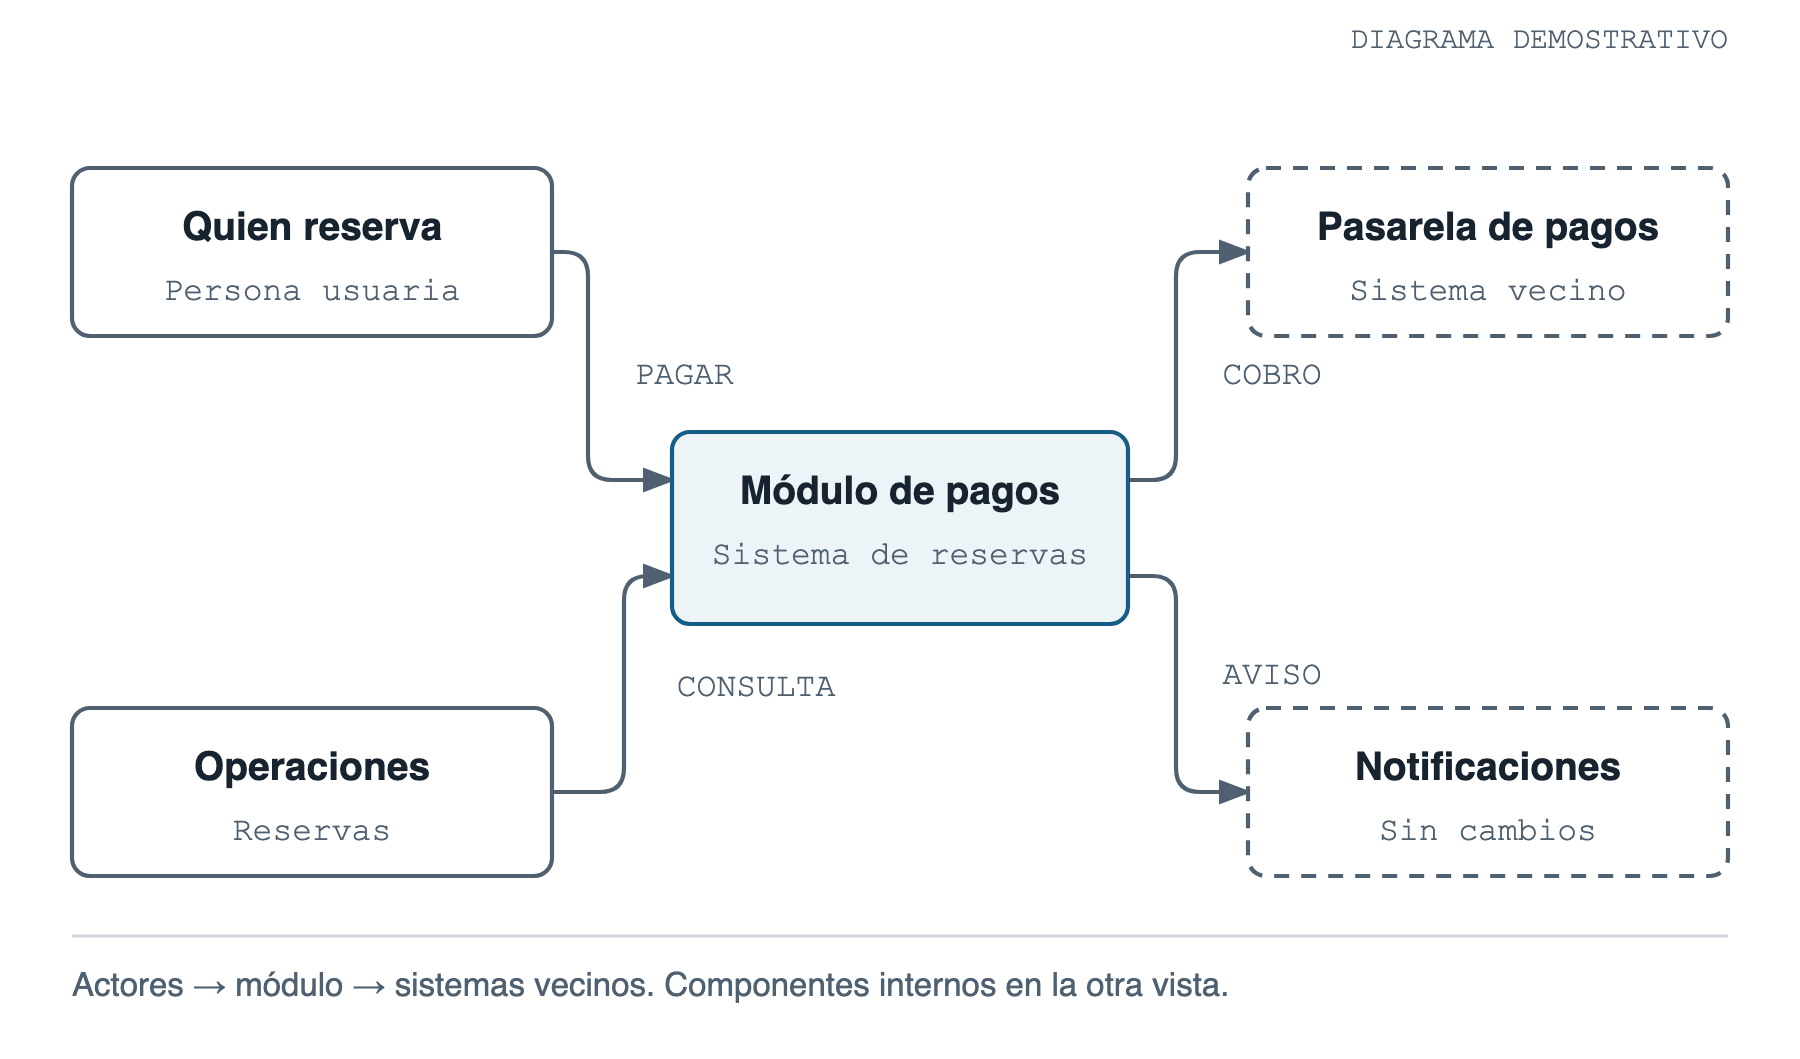 DIAGRAMA DEMOSTRATIVO
Quien reserva
Persona usuaria
Pasarela de pagos
Sistema vecino
PAGAR
COBRO
Módulo de pagos
Sistema de reservas
CONSULTA
AVISO
Operaciones
Reservas
Notificaciones
Sin cambios
Actores → módulo → sistemas vecinos. Componentes internos en la otra vista.